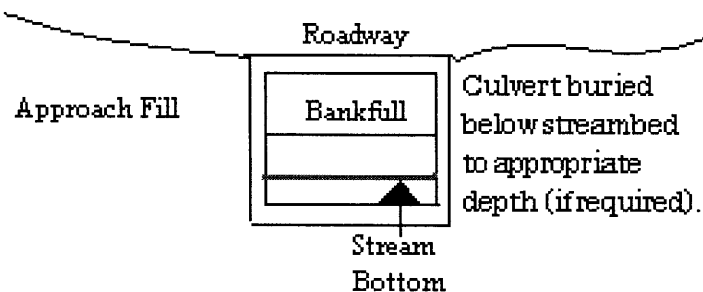 Roadway
Approach Fill
Bankfull
Culvert buried
below streambed
to appropriate
depth (if required).
Stream
Bottom